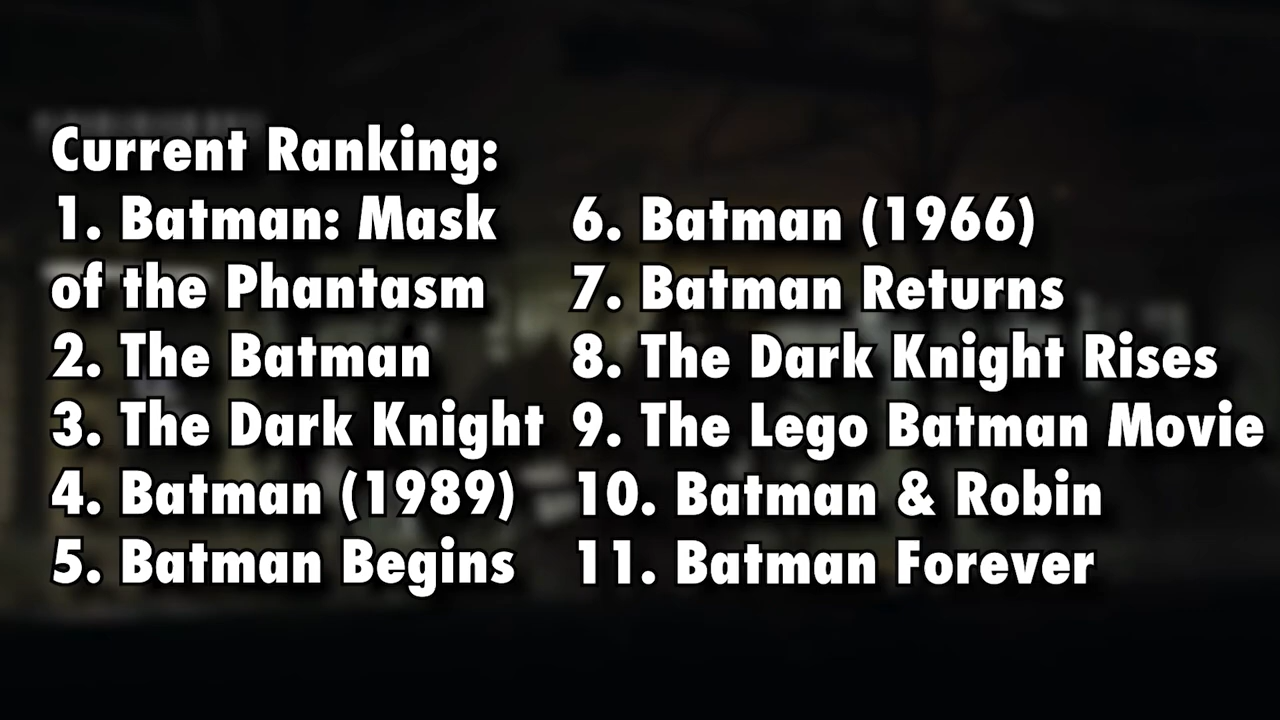 Current Ranking:
1. Batman: Mask
of the Phantasm
2. The Batman
3. The Dark Knight
4. Batman (1989)
5. Batman Begins
6. Batman (1966)
7. Batman Returns
8. The Dark Knight Rises
9. The Lego Batman Movie
10. Batman & Robin
11. Batman Forever